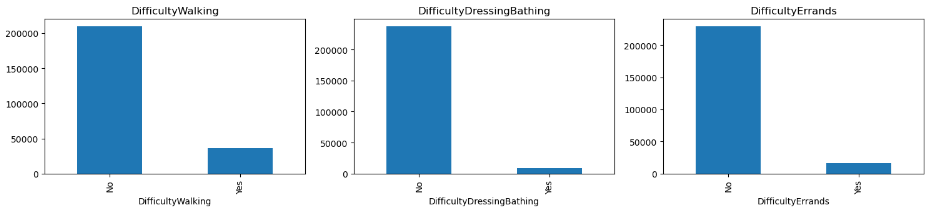 DifficultyWalking
200000
150000
100000
50000
0
No
Yes
DifficultyWalking
DifficultyDressingBathing
200000
150000
100000
50000
0
No
Yes
DifficultyDressingBathing
DifficultyErrands
200000
150000
100000
50000
0
No
Yes
DifficultyErrands